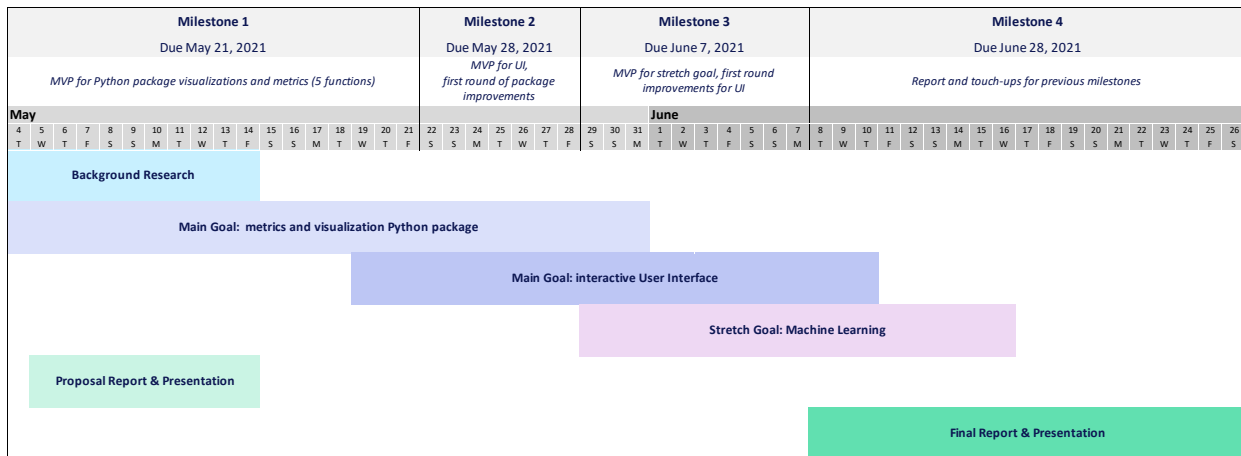 Milestone 1
Milestone 2
Milestone 3
Milestone 4
Due May 21, 2021
Due May 28, 2021
Due June 7, 2021
Due June 28, 2021
MVP for Python package visualizations and metrics (5 functions)
MVP for UI,
first round of package
improvements
MVP for stretch goal, first round
improvements for UI
Report and touch-ups for previous milestones
May
June
4 5 6 7 8 9 10 11 12 13 14 15 16 17 18 19 20 21 22 23 24 25 26 27 28 29 30 31 1 2 3 4 5 6 7 8 9 10 11 12 13 14 15 16 17 18 19 20 21 22 23 24 25 26
T W T F S S M T W T F S S M T W T F S S M T W T F S S M T W T F S S M T W T F S S M T W T F S S M T W T F S
Background Research
Main Goal: metrics and visualization Python package
Main Goal: interactive User Interface
Stretch Goal: Machine Learning
Proposal Report & Presentation
Final Report & Presentation